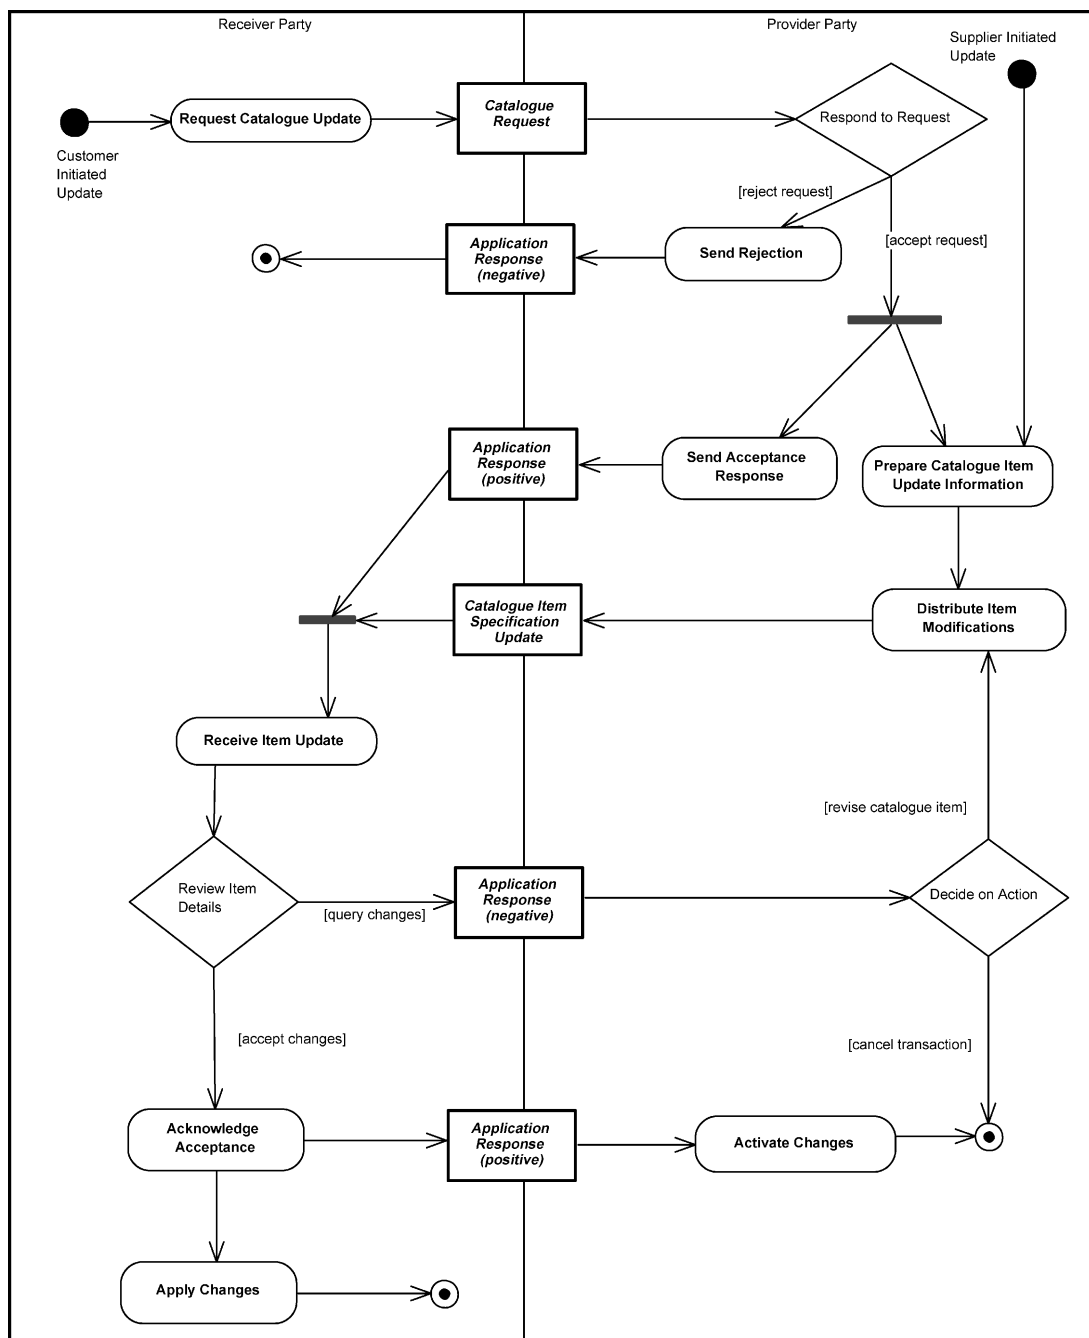 Receiver Party
Provider Party
Supplier Initiated
Update
Customer
Initiated
Update
Request Catalogue Update
Catalogue
Request
Respond to Request
[reject request]
[accept request]
Application
Response
(negative)
Send Rejection
Application
Response
(positive)
Send Acceptance
Response
Prepare Catalogue Item
Update Information
Catalogue Item
Specification
Update
Distribute Item
Modifications
Receive Item Update
[revise catalogue item]
Review Item
Details
[query changes]
Application
Response
(negative)
Decide on Action
[accept changes]
[cancel transaction]
Acknowledge
Acceptance
Application
Response
(positive)
Activate Changes
Apply Changes